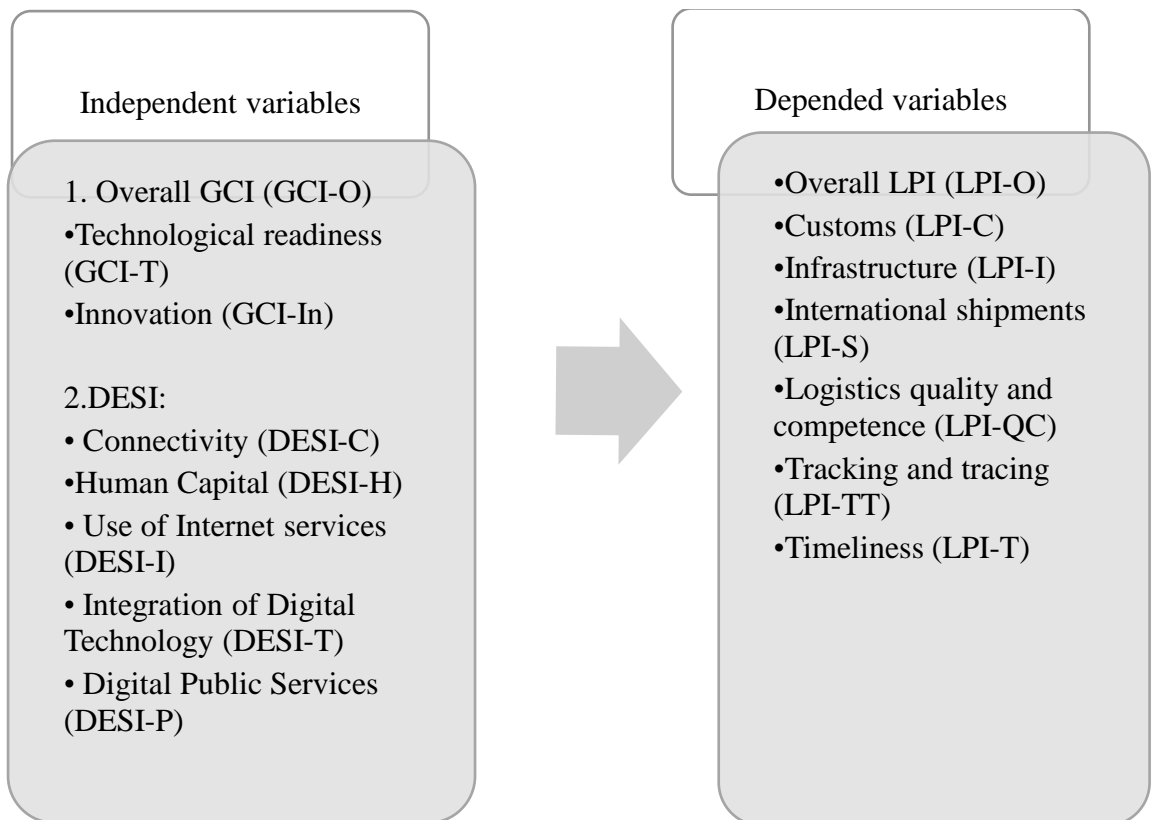 Independent variables
1. Overall GCI (GCI-O)
•Technological readiness
(GCI-T)
•Innovation (GCI-In)
2.DESI:
• Connectivity (DESI-C)
•Human Capital (DESI-H)
• Use of Internet services
(DESI-I)
• Integration of Digital
Technology (DESI-T)
• Digital Public Services
(DESI-P)
Depended variables
•Overall LPI (LPI-O)
•Customs (LPI-C)
•Infrastructure (LPI-I)
•International shipments
(LPI-S)
•Logistics quality and
competence (LPI-QC)
•Tracking and tracing
(LPI-TT)
•Timeliness (LPI-T)